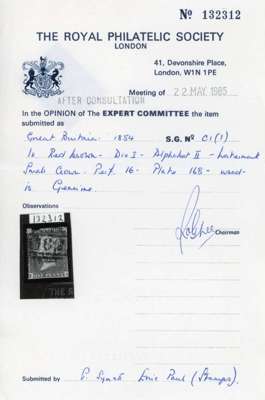 Nº 132312
THE ROYAL PHILATELIC SOCIETY
LONDON
41, Devonshire Place,
London, W1N 1PE
Meeting of 22 MAY 1985
AFTER CONSULTATION
In the OPINION of The EXPERT COMMITTEE the item
submitted as
Great Britain: 1854 S.G. Nº C1(1)
1d Red brown - Die I - Alphabet II -
Small Crown. Perf. 16 - Plate 168 - used -
is Genuine.
Observations
132312
Chairman
Submitted by Eric Paul (Stamps)